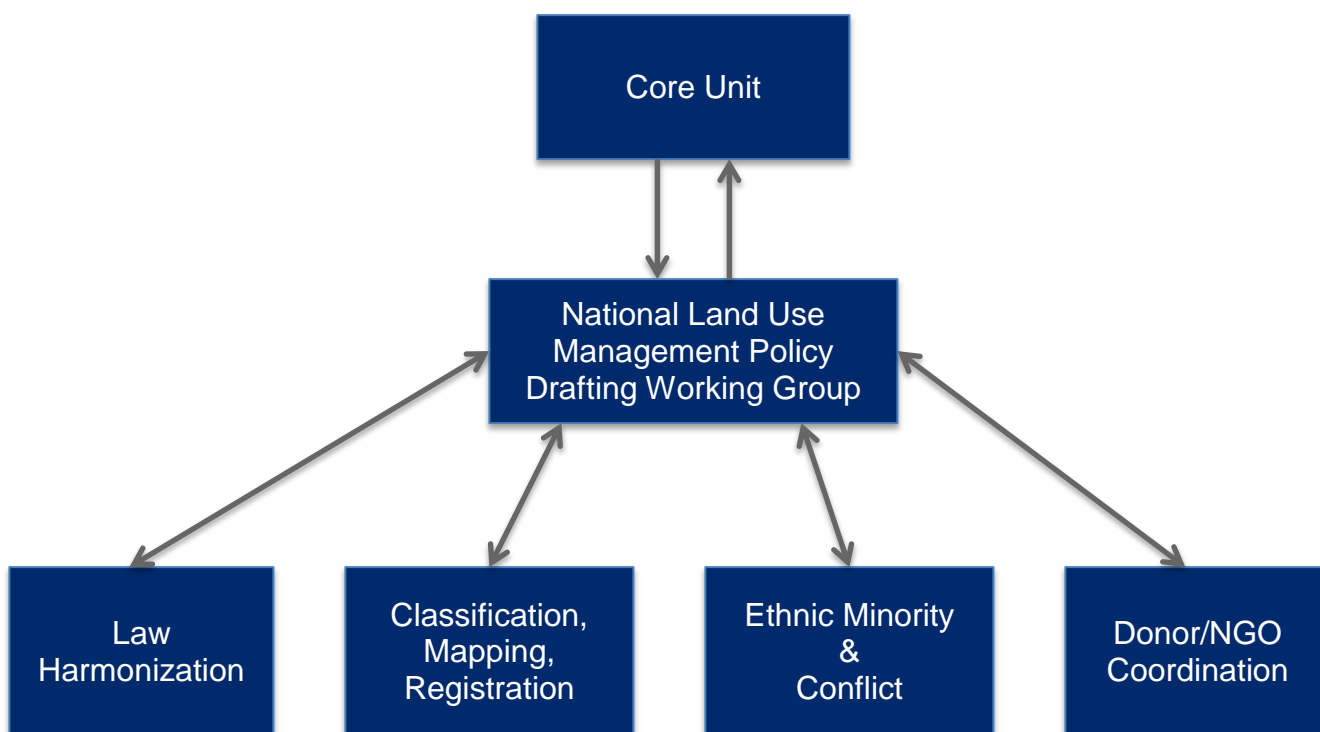 Core Unit
National Land Use
Management Policy
Drafting Working Group
Law
Harmonization
Classification,
Mapping,
Registration
Ethnic Minority
&
Conflict
Donor/NGO
Coordination